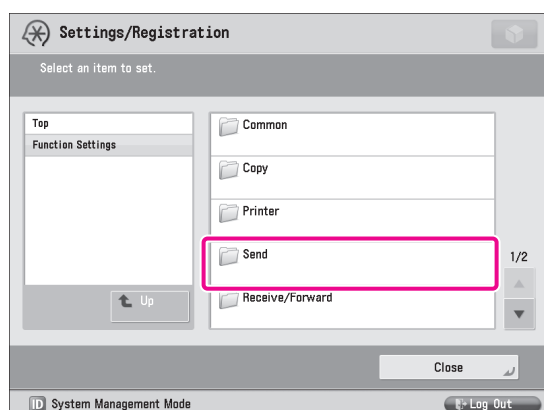 Settings/Registration
Select an item to set.
Top
Function Settings
Up
Common
Copy
Printer
Send
Receive/Forward
1/2
Close
ID System Management Mode
Log Out